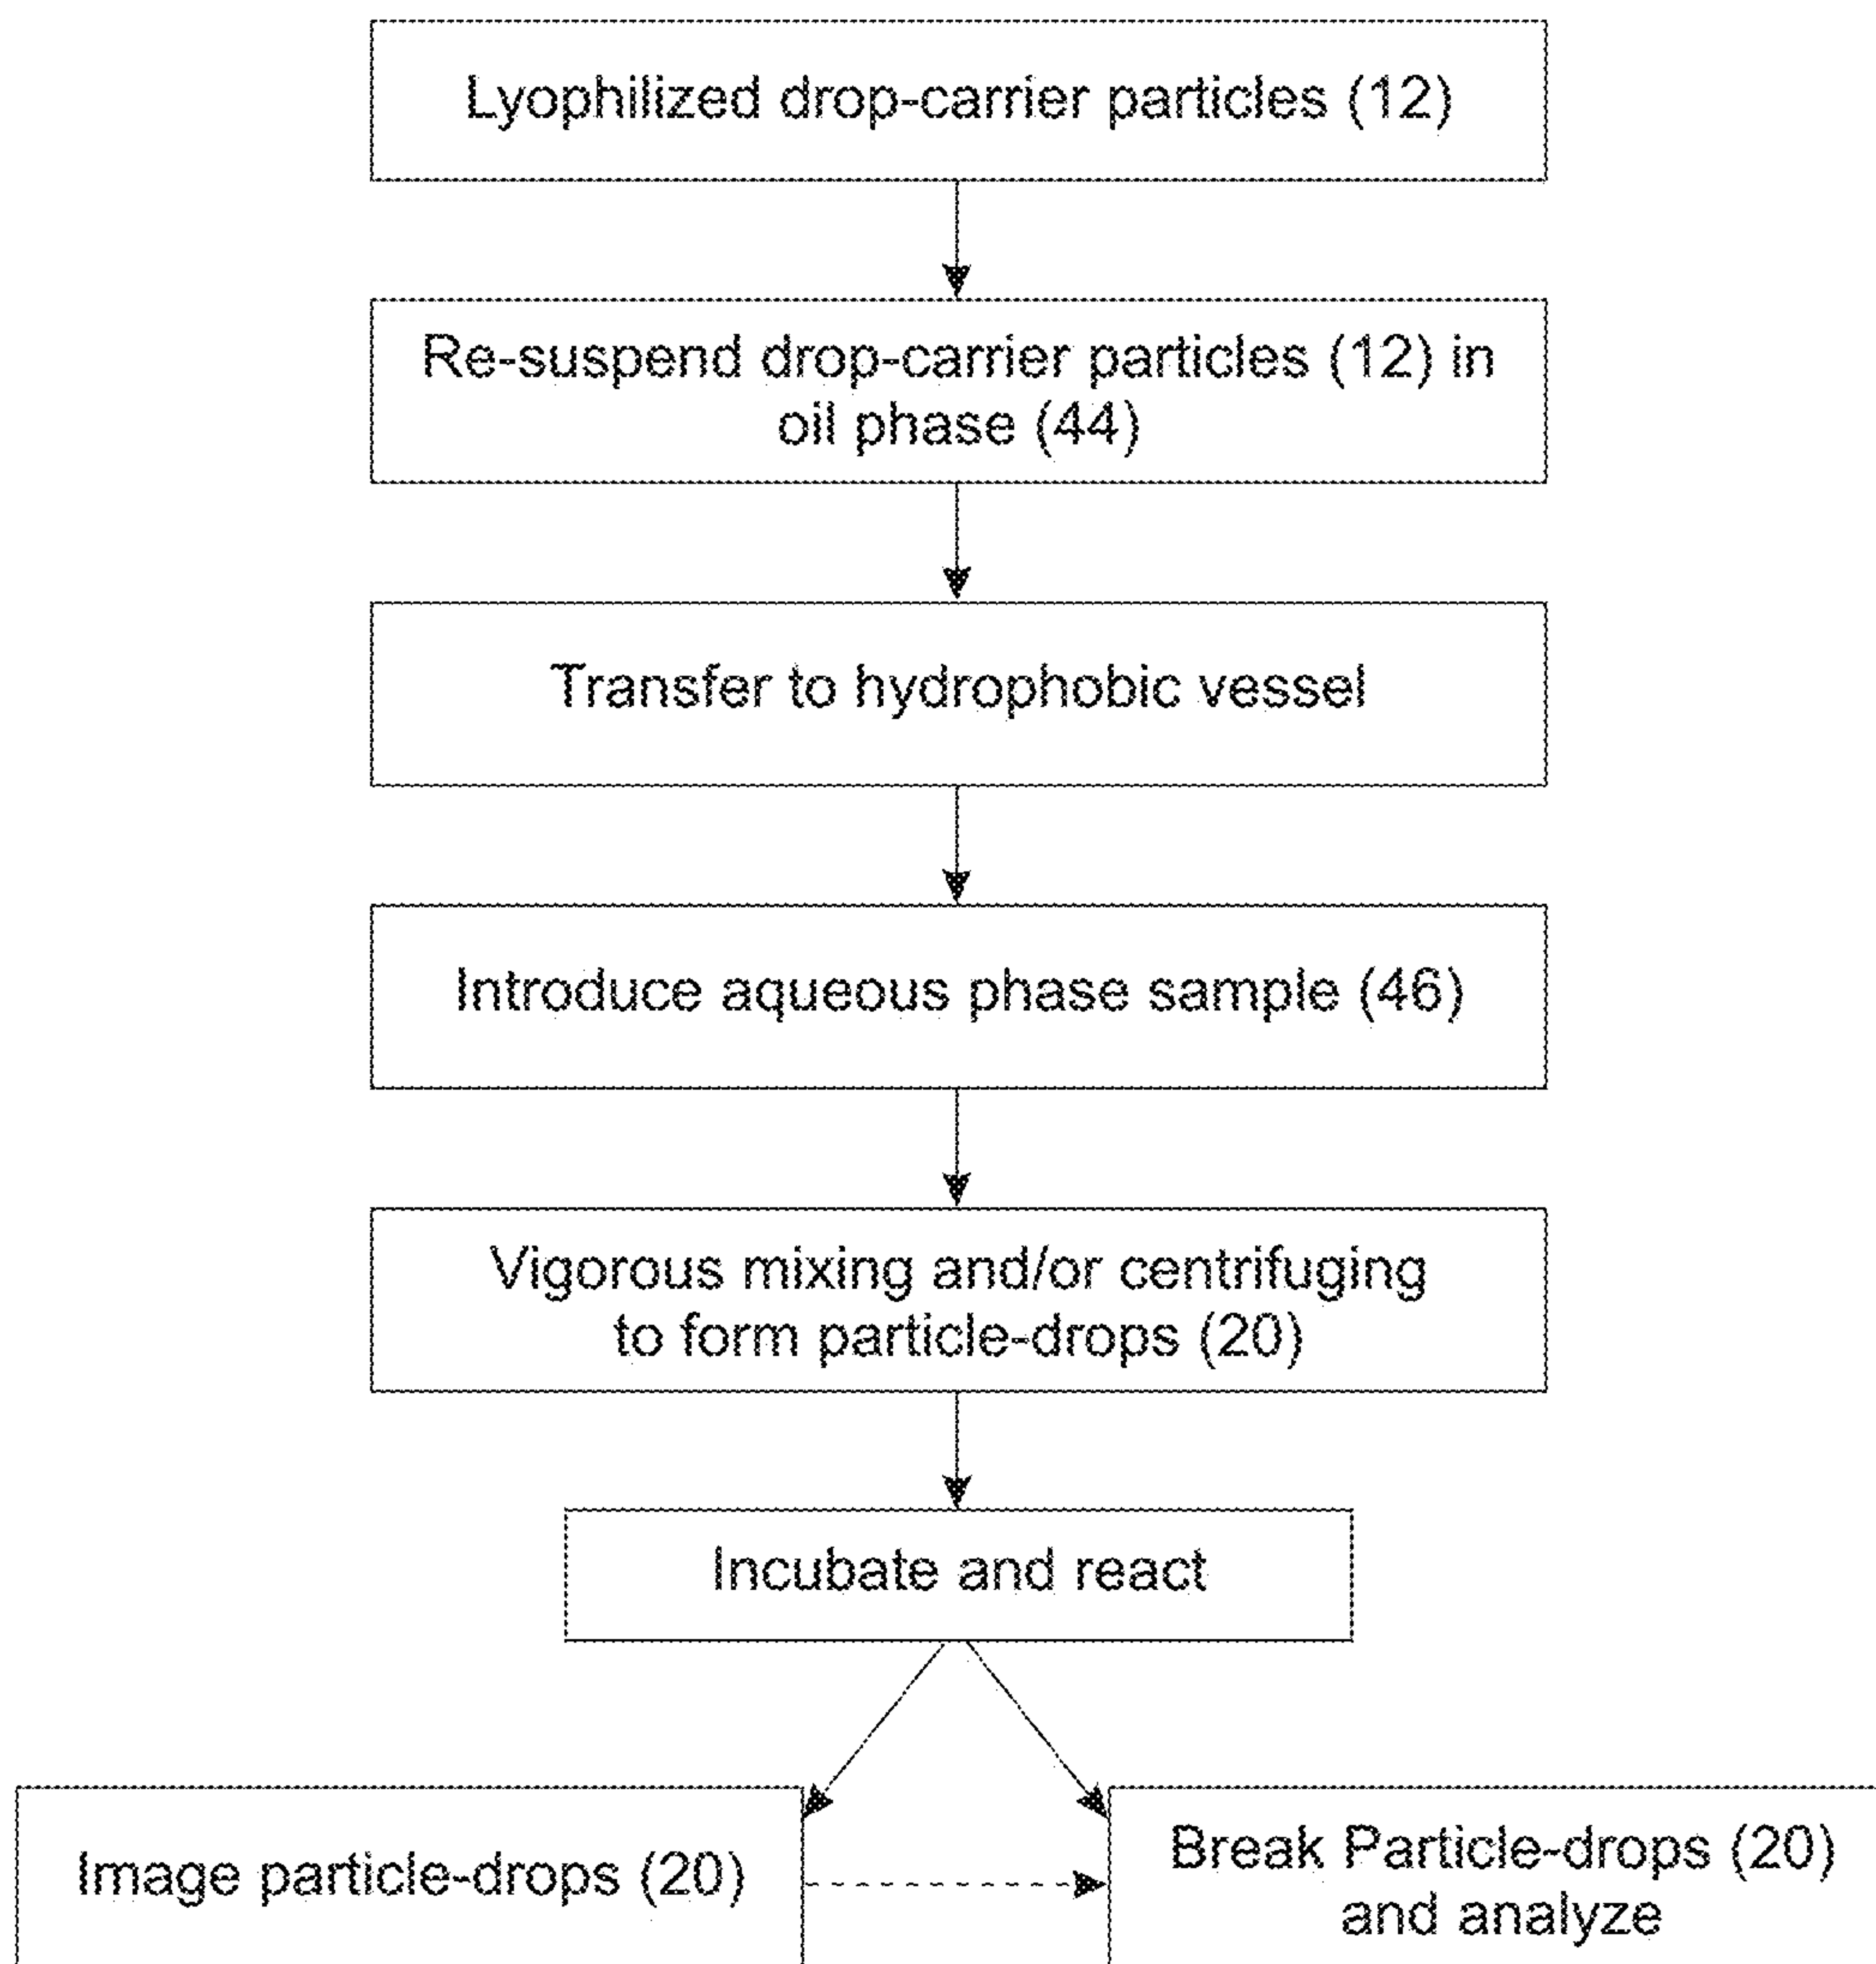 Lyophilized drop-carrier particles (12)
Re-suspend drop-carrier particles (12) in
oil phase (44)
Transfer to hydrophobic vessel
Introduce aqueous phase sample (46)
Vigorous mixing and/or centrifuging
to form particle-drops (20)
Incubate and react
Image particle-drops (20)
Break Particle-drops (20)
and analyze